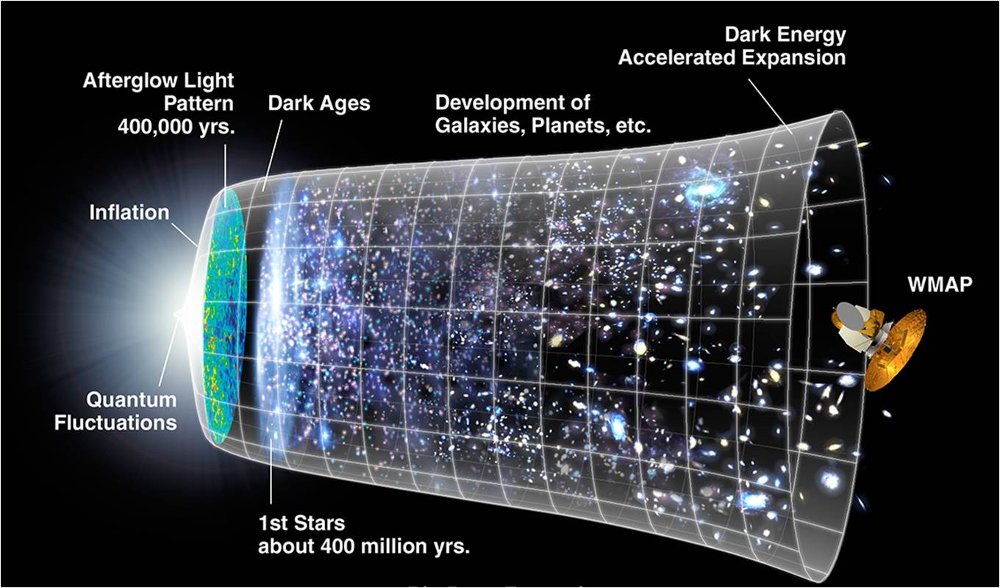 Dark Energy
Accelerated Expansion
Afterglow Light
Pattern
400,000 yrs.
Dark Ages
Development of
Galaxies, Planets, etc.
Inflation
WMAP
Quantum
Fluctuations
1st Stars
about 400 million yrs.